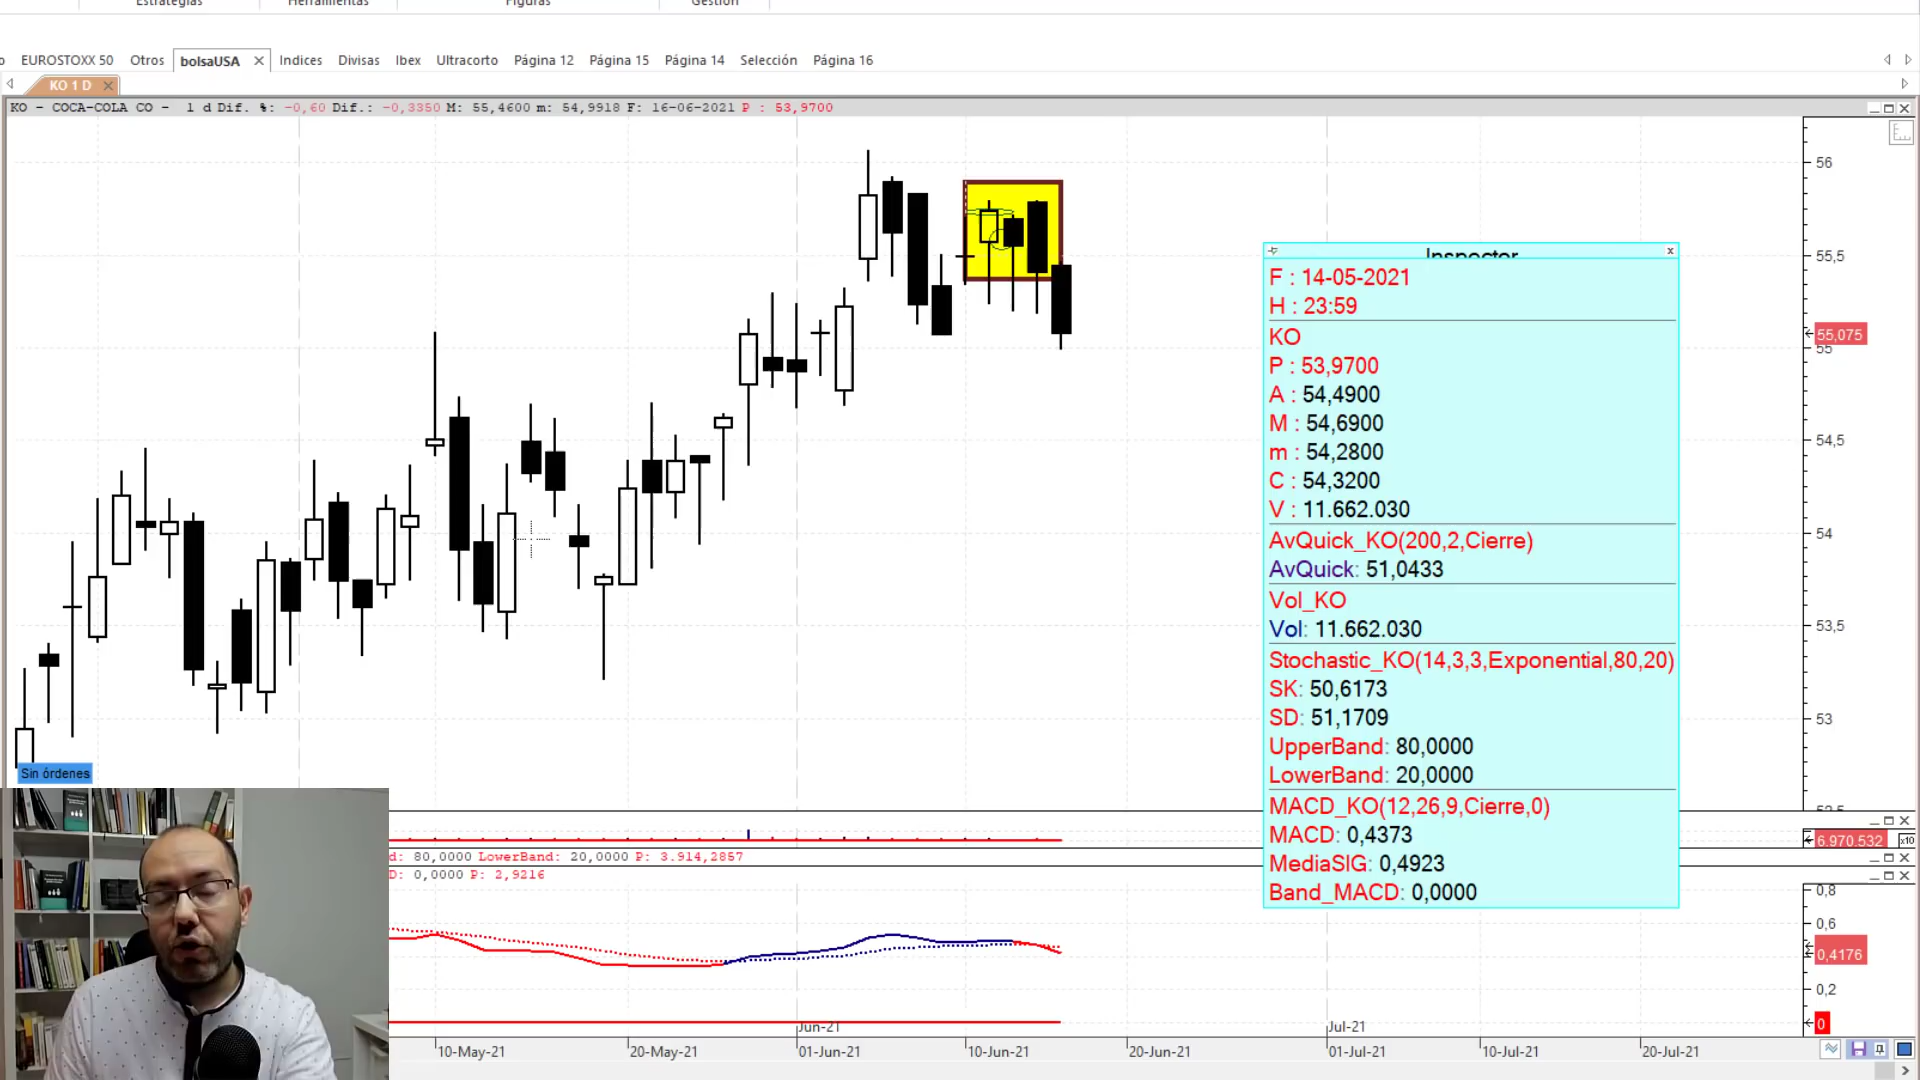 Estrategias Herramientas Figuras Gestión
EUROSTOXX 50 Otros bolsaUSA Indices Divisas Ibex Ultracorto Página 12 Página 15 Página 14 Selección Página 16
KO 1 D
KO - COCA-COLA CO - 1 d Dif. %: -0,60 Dif.: -0,3350 M: 55,4600 m: 54,9918 F: 16-06-2021 P : 53,9700
56
55,5
55,075
55
54,5
54
53,5
53
52,5
Inspector
F : 14-05-2021
H : 23:59
KO
P : 53,9700
A : 54,4900
M : 54,6900
m : 54,2800
C : 54,3200
V : 11.662.030
AvQuick_KO(200,2,Cierre)
AvQuick: 51,0433
Vol_KO
Vol: 11.662.030
Stochastic_KO(14,3,3,Exponential,80,20)
SK: 50,6173
SD: 51,1709
UpperBand: 80,0000
LowerBand: 20,0000
MACD_KO(12,26,9,Cierre,0)
MACD: 0,4373
MediaSIG: 0,4923
Band_MACD: 0,0000
Sin órdenes
6.970.532 x10
d: 80,0000 LowerBand: 20,0000 P: 3.914,2857
D: 0,0000 P: 2,9216
0,8
0,6
0,4176
0,2
0
Jun-21 Jul-21
10-May-21 20-May-21 01-Jun-21 10-Jun-21 20-Jun-21 01-Jul-21 10-Jul-21 20-Jul-21